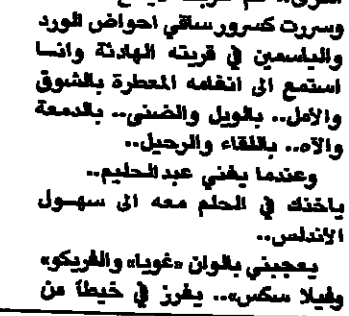 وسررت كسرور ساقي احواض الورد
والياسمين في قريته الهادئة وانا
استمع الى انغامه المعطرة بالشوق
والأمل.. بالويل والضنى.. بالدمعة
والآه.. باللقاء والرحيل..
وعندما يغني عبدالحليم..
ياخذك في الحلم معه الى سهول
الاندلس..
يعجبني بالوان «غويا» والغريكو»
وفيلا سكس».. يغرز في خيطاً من